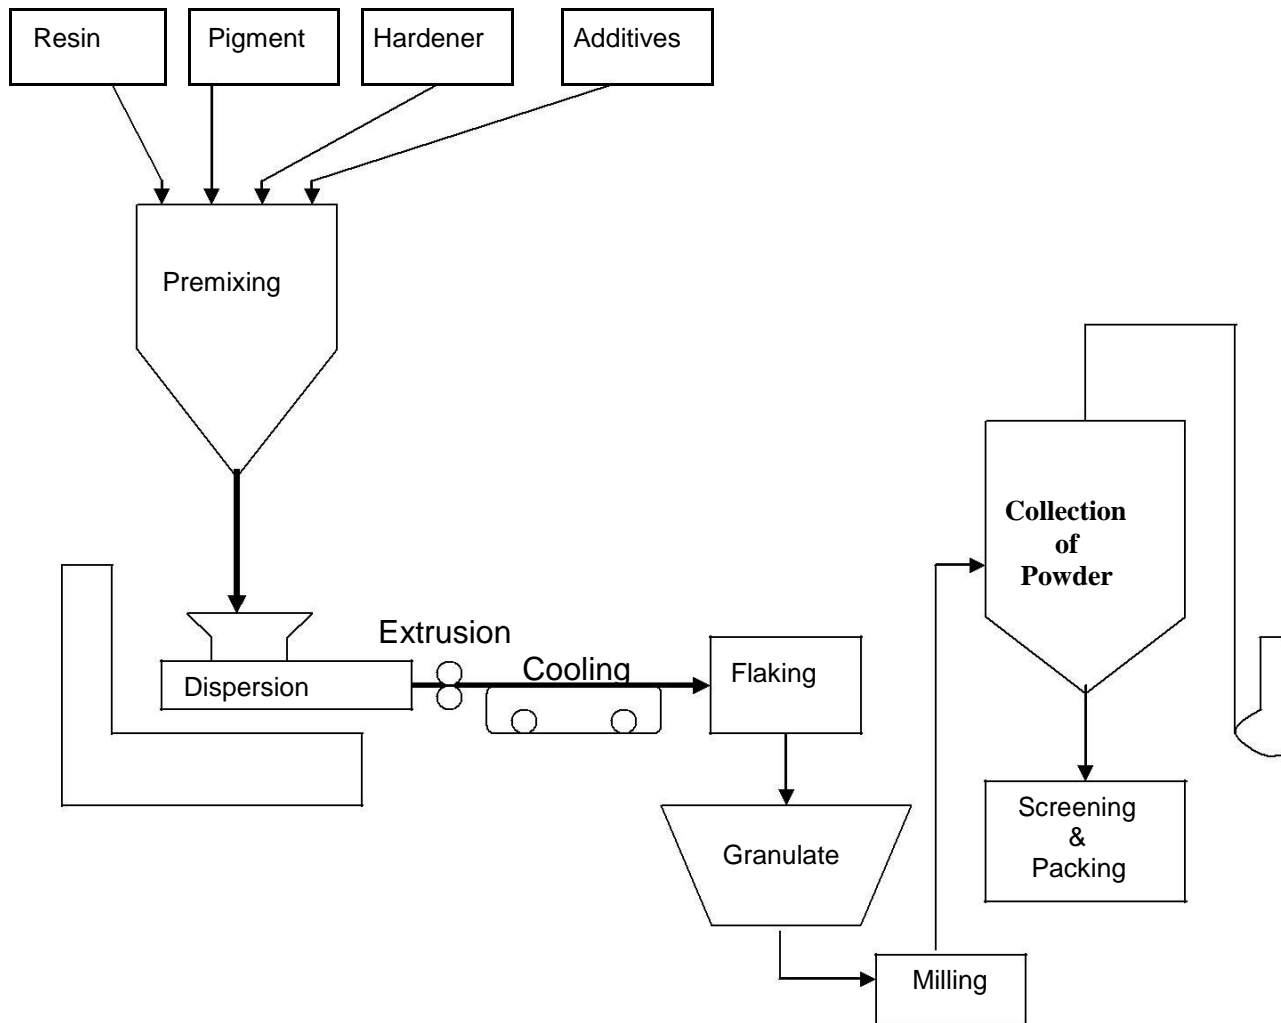 Resin
Pigment
Hardener
Additives
Premixing
Collection
of
Powder
Extrusion
Cooling
Dispersion
Flaking
Granulate
Screening
&
Packing
Milling